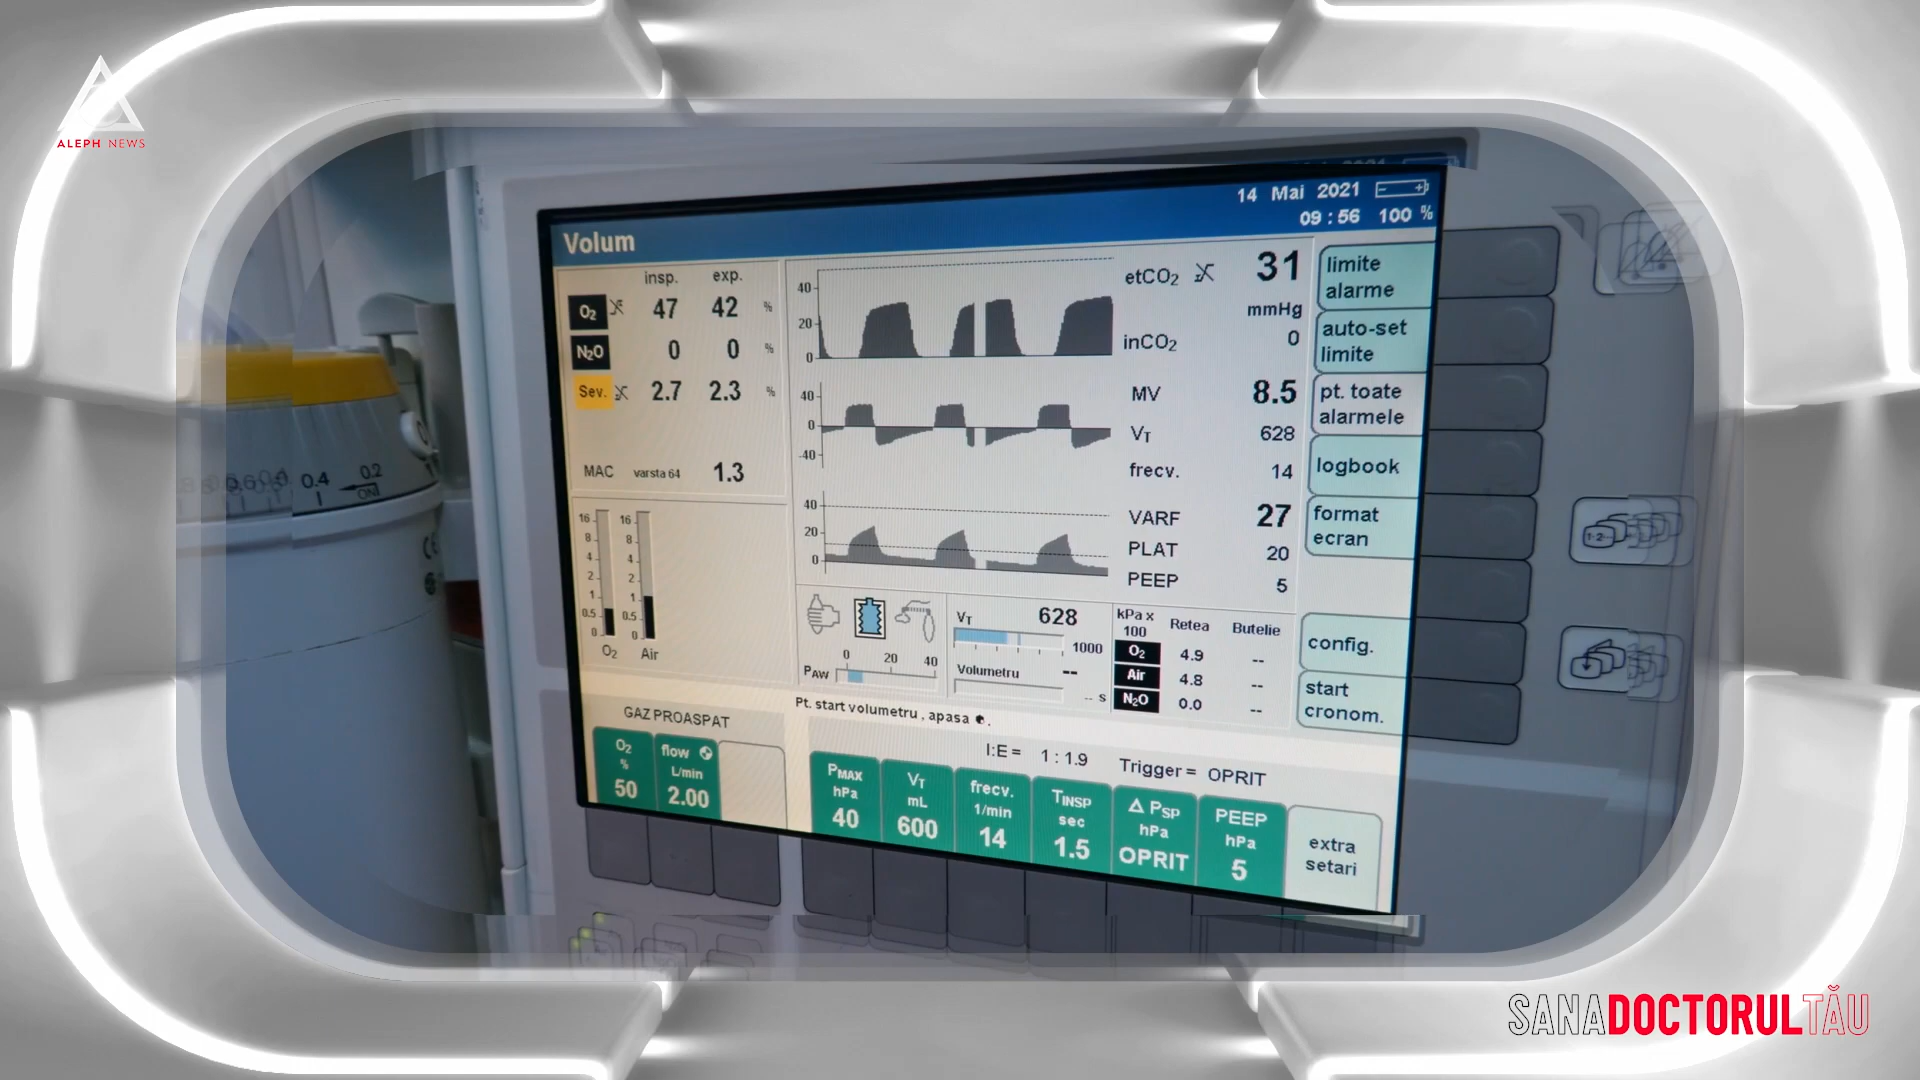 ALEPH NEWS
14 Mai 2021
09 : 56 100 %
Volum
insp. exp.
O₂ 47 42 %
N₂O 0 0 %
Sev. 2.7 2.3 %
MAC varsta 64 1.3
16 16
8 8
4 4
2 2
1 1
0.5 0.5
0 0
O₂ Air
40
20
0
40
0
-40
40
20
0
etCO₂ 31
mmHg
inCO₂ 0
MV 8.5
VT 628
frecv. 14
VARF 27
PLAT 20
PEEP 5
limite
alarme
auto-set
limite
pt. toate
alarmele
logbook
format
ecran
config.
start
cronom.
0 20 40
PAW
VT 628
1000
Volumetru --
-- s
kPa x
100 Retea Butelie
O₂ 4.9 --
Air 4.8 --
N₂O 0.0 --
Pt. start volumetru , apasa .
GAZ PROASPAT
I:E = 1 : 1.9 Trigger = OPRIT
O₂
%
50
flow
L/min
2.00
PMAX
hPa
40
VT
mL
600
frecv.
1/min
14
TINSP
sec
1.5
Δ PSP
hPa
OPRIT
PEEP
hPa
5
extra
setari
0.6 0.4 0.2
ON
SANADOCTORULTĂU